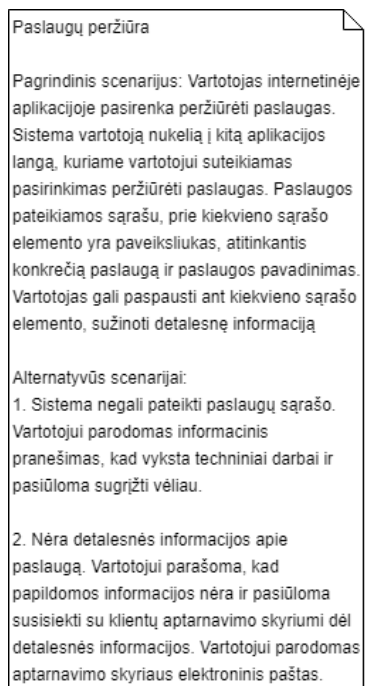 Paslaugų peržiūra
Pagrindinis scenarijus: Vartotojas internetinėje
aplikacijoje pasirenka peržiūrėti paslaugas.
Sistema vartotoją nukelią į kitą aplikacijos
langą, kuriame vartotojui suteikiamas
pasirinkimas peržiūrėti paslaugas. Paslaugos
pateikiamos sąrašu, prie kiekvieno sąrašo
elemento yra paveiksliukas, atitinkantis
konkrečią paslaugą ir paslaugos pavadinimas.
Vartotojas gali paspausti ant kiekvieno sąrašo
elemento, sužinoti detalesnę informaciją
Alternatyvūs scenarijai:
1. Sistema negali pateikti paslaugų sąrašo.
Vartotojui parodomas informacinis
pranešimas, kad vyksta techniniai darbai ir
pasiūloma sugrįžti vėliau.
2. Nėra detalesnės informacijos apie
paslaugą. Vartotojui parašoma, kad
papildomos informacijos nėra ir pasiūloma
susisiekti su klientų aptarnavimo skyriumi dėl
detalesnės informacijos. Vartotojui parodomas
aptarnavimo skyriaus elektroninis paštas.